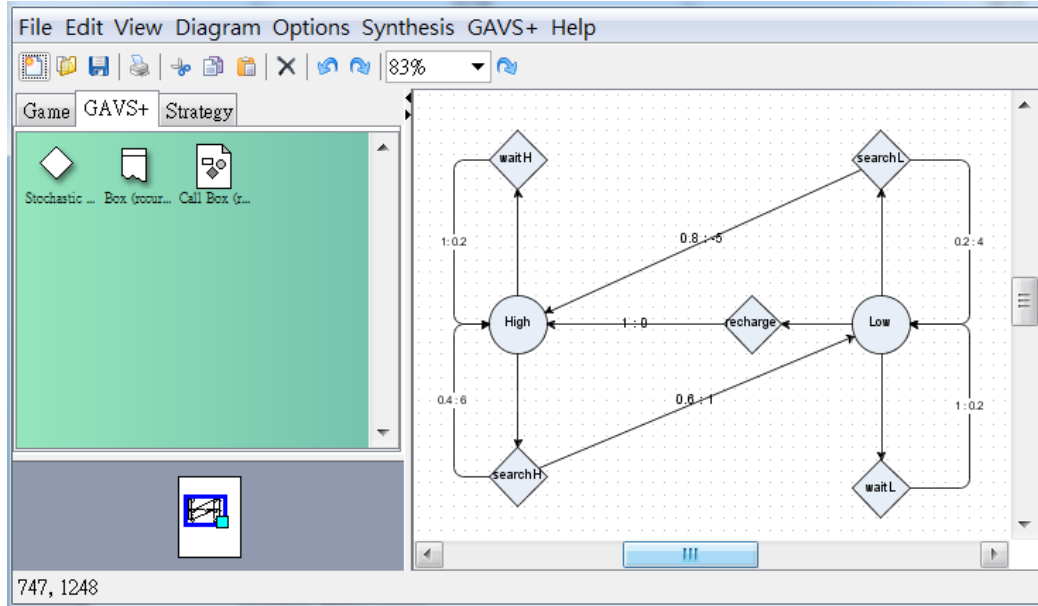 File Edit View Diagram Options Synthesis GAVS+ Help
83%
Game GAVS+ Strategy
Stochastic ... Box (recur... Call Box (r...
waitH
searchL
1:0.2
0.8 : -5
0.2 : 4
High
1 : 0
recharge
Low
0.4 : 6
0.6 : 1
1 : 0.2
searchH
waitL
747, 1248